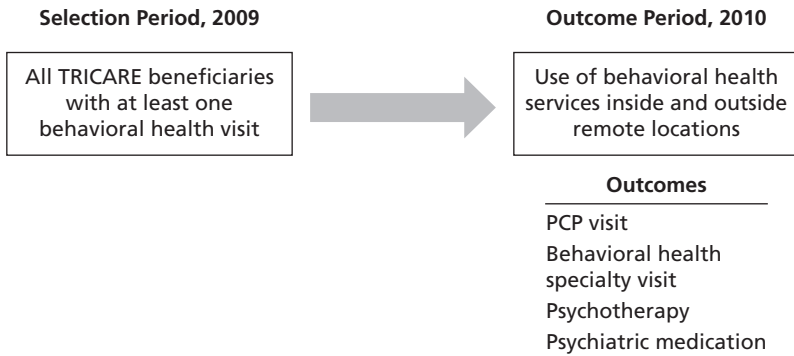 Selection Period, 2009
All TRICARE beneficiaries
with at least one
behavioral health visit
Outcome Period, 2010
Use of behavioral health
services inside and outside
remote locations
Outcomes
PCP visit
Behavioral health
specialty visit
Psychotherapy
Psychiatric medication